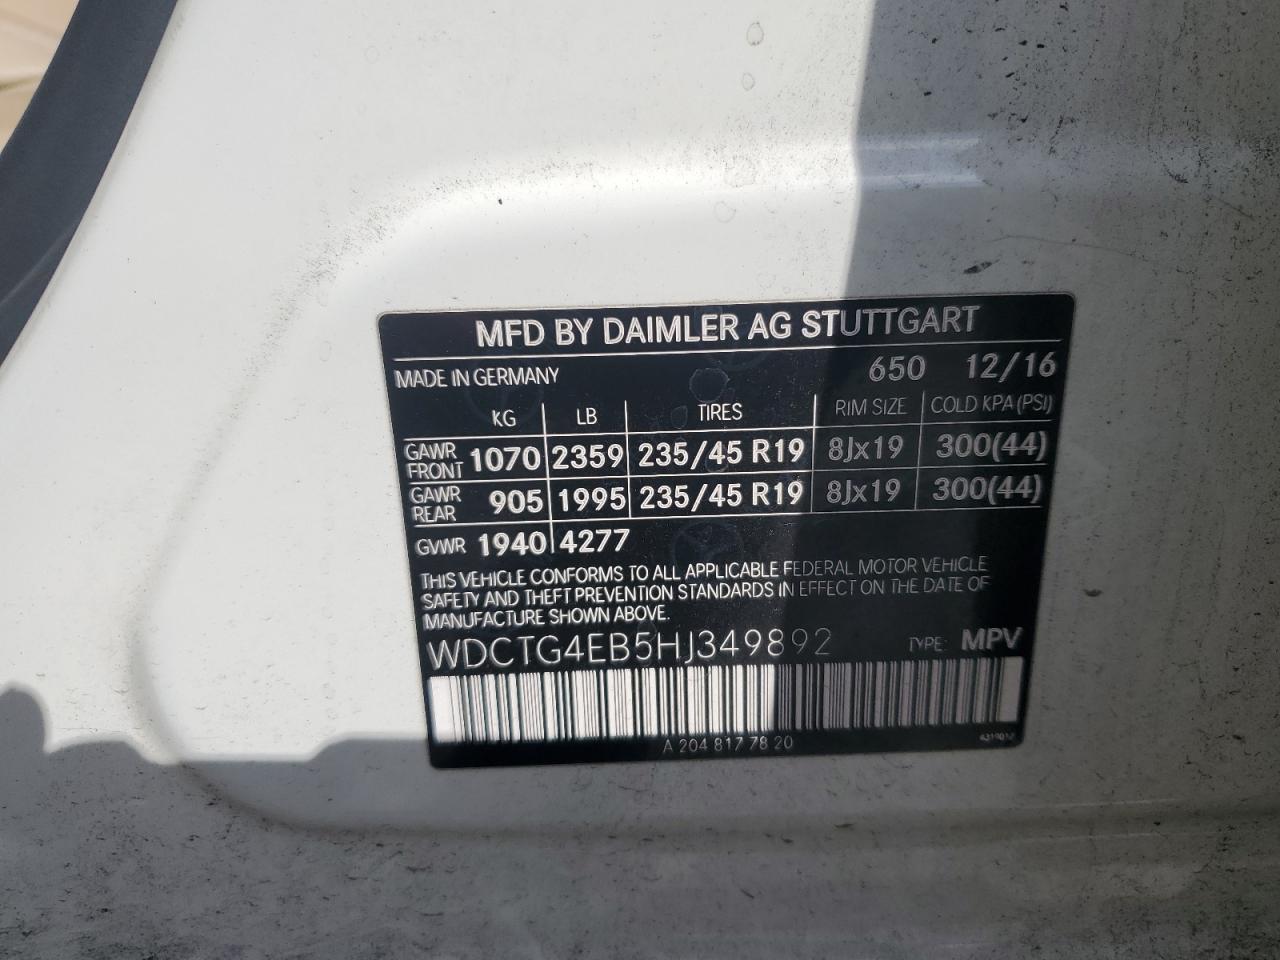 MFD BY DAIMLER AG STUTTGART
MADE IN GERMANY 650 12/16
KG LB TIRES RIM SIZE COLD KPA (PSI)
GAWR FRONT 1070 2359 235/45 R19 8Jx19 300(44)
GAWR REAR 905 1995 235/45 R19 8Jx19 300(44)
GVWR 1940 4277
THIS VEHICLE CONFORMS TO ALL APPLICABLE FEDERAL MOTOR VEHICLE
SAFETY AND THEFT PREVENTION STANDARDS IN EFFECT ON THE DATE OF
MANUFACTURE SHOWN ABOVE.
WDCTG4EB5HJ349892 TYPE: MPV
A 204 817 78 20